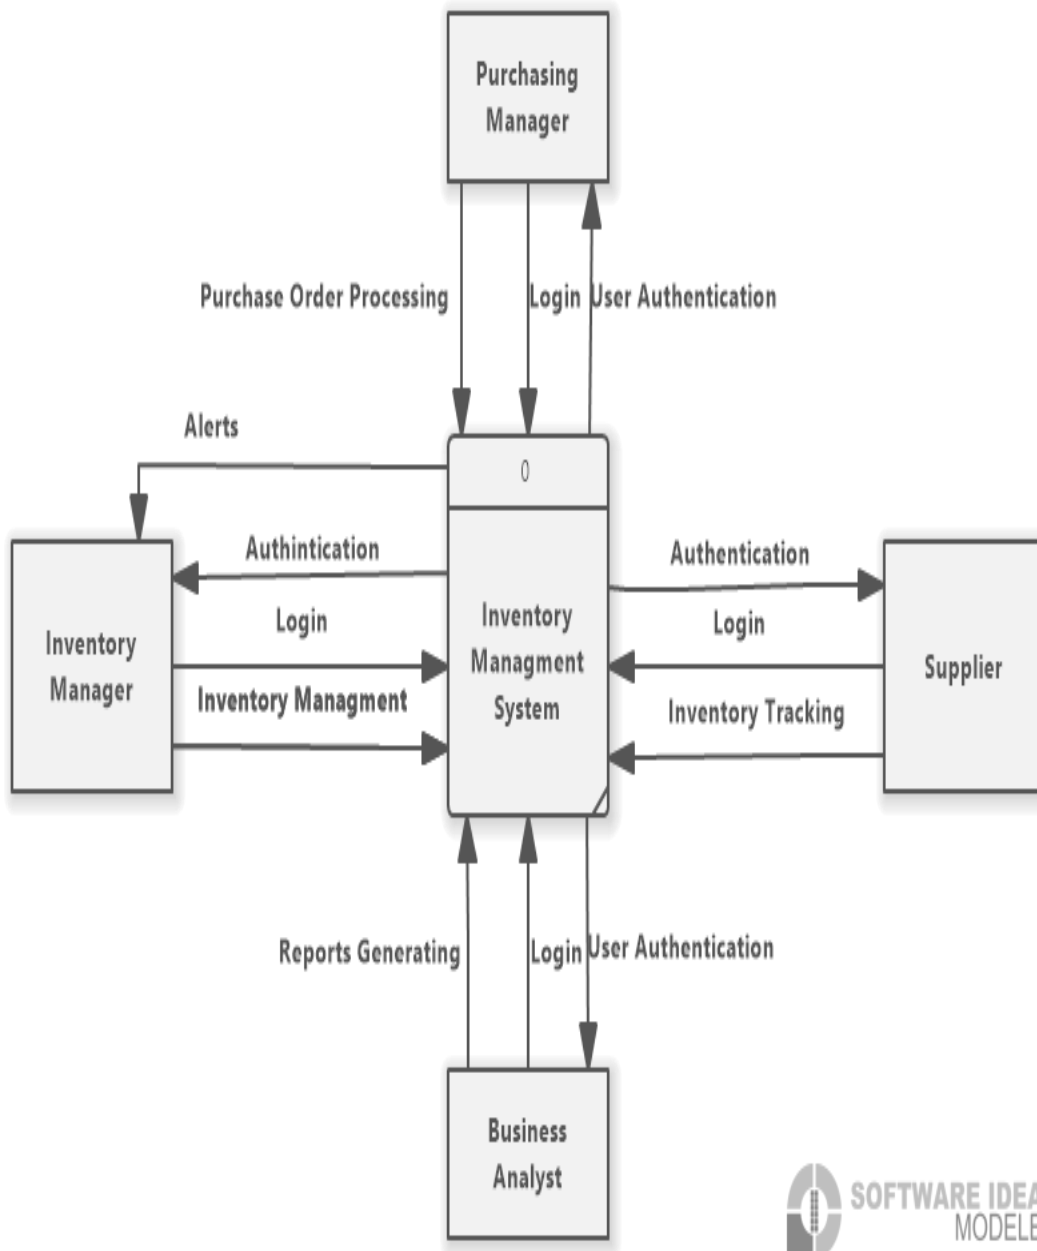 Purchasing
Manager
Purchase Order Processing
Login
User Authentication
Alerts
0
Authintication
Authentication
Login
Login
Inventory
Manager
Inventory
Managment
System
Supplier
Inventory Managment
Inventory Tracking
Reports Generating
Login
User Authentication
Business
Analyst
SOFTWARE IDEA
MODELE